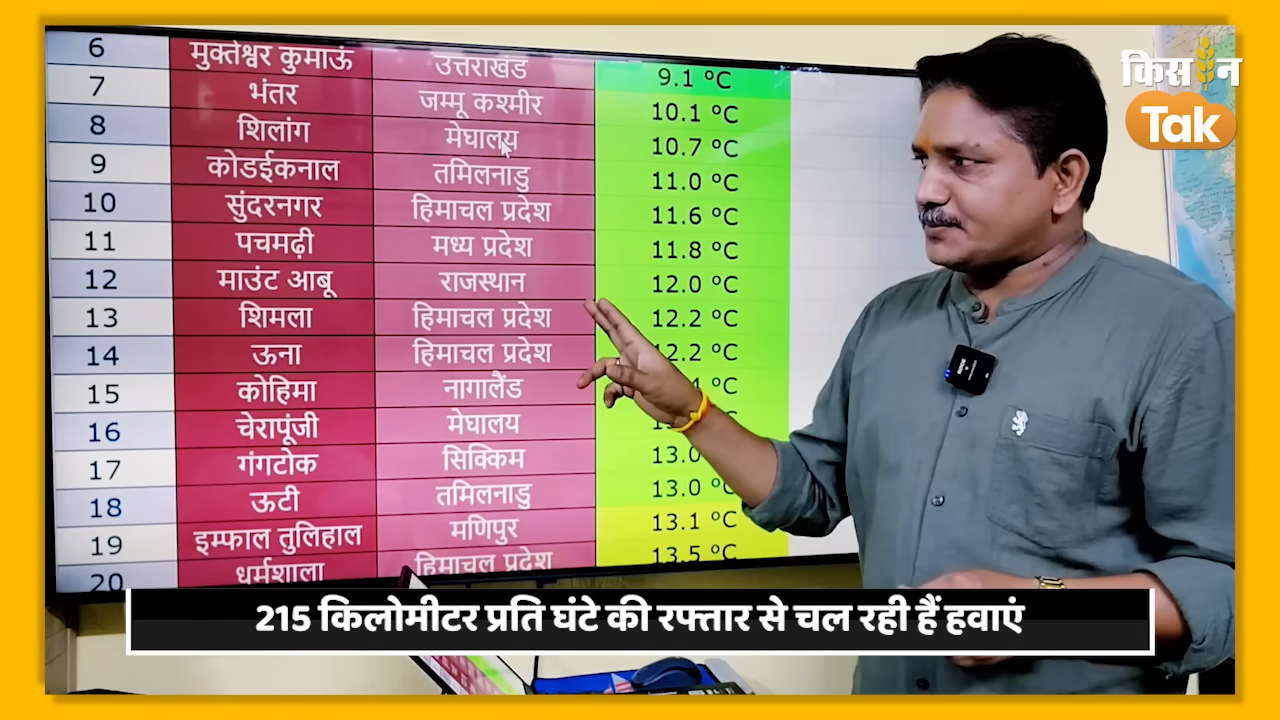 किसान
Tak
6 मुक्तेश्वर कुमाऊं उत्तराखंड 9.1 °C
7 भंतर जम्मू कश्मीर 10.1 °C
8 शिलांग मेघालय 10.7 °C
9 कोडईकनाल तमिलनाडु 11.0 °C
10 सुंदरनगर हिमाचल प्रदेश 11.6 °C
11 पचमढ़ी मध्य प्रदेश 11.8 °C
12 माउंट आबू राजस्थान 12.0 °C
13 शिमला हिमाचल प्रदेश 12.2 °C
14 ऊना हिमाचल प्रदेश 12.2 °C
15 कोहिमा नागालैंड °C
16 चेरापूंजी मेघालय
17 गंगटोक सिक्किम 13.0
18 ऊटी तमिलनाडु 13.0 °C
19 इम्फाल तुलिहाल मणिपुर 13.1 °C
20 धर्मशाला हिमाचल प्रदेश 13.5 °C
215 किलोमीटर प्रति घंटे की रफ्तार से चल रही हैं हवाएं